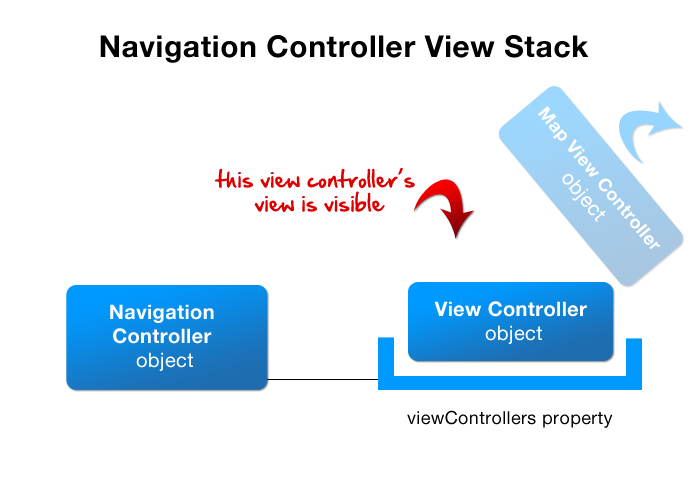 Navigation Controller View Stack
Map View Controller
object
this view controller's
view is visible
Navigation
Controller
object
View Controller
object
viewControllers property